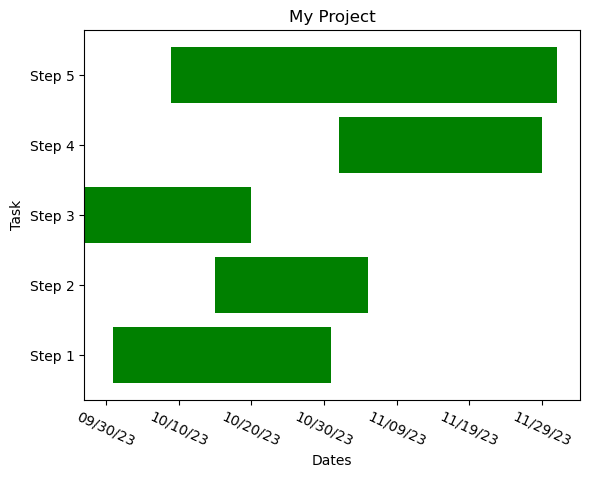 My Project
Task
Step 5
Step 4
Step 3
Step 2
Step 1
09/30/23
10/10/23
10/20/23
10/30/23
11/09/23
11/19/23
11/29/23
Dates